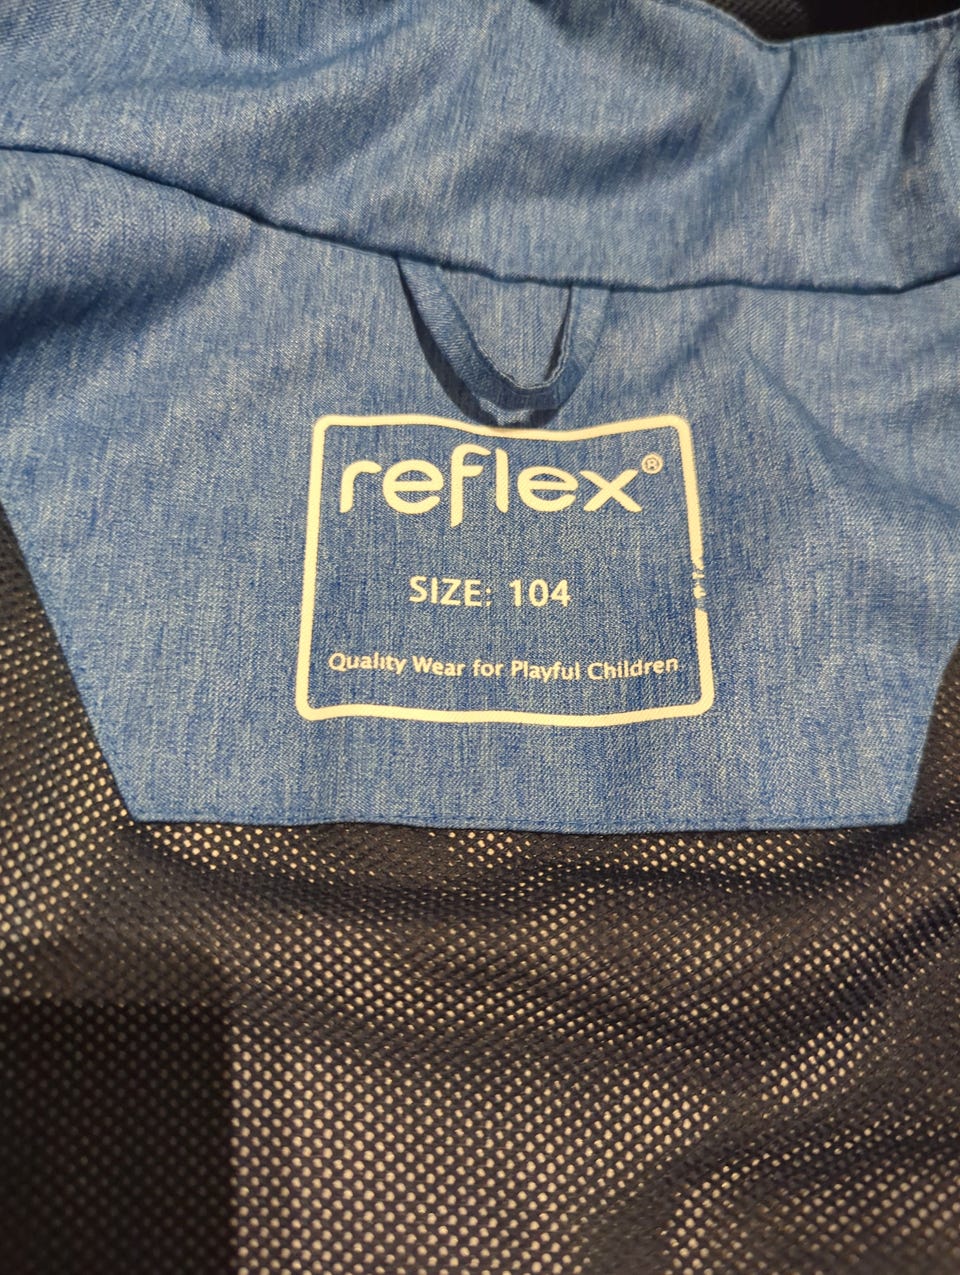 reflex®
SIZE: 104
Quality Wear for Playful Children